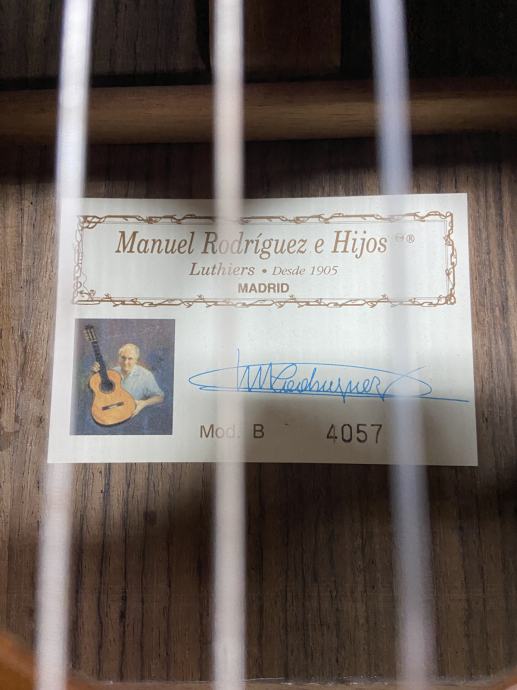 Manuel Rodríguez e Hijos ®
Luthiers • Desde 1905
MADRID
Mod. B 4057